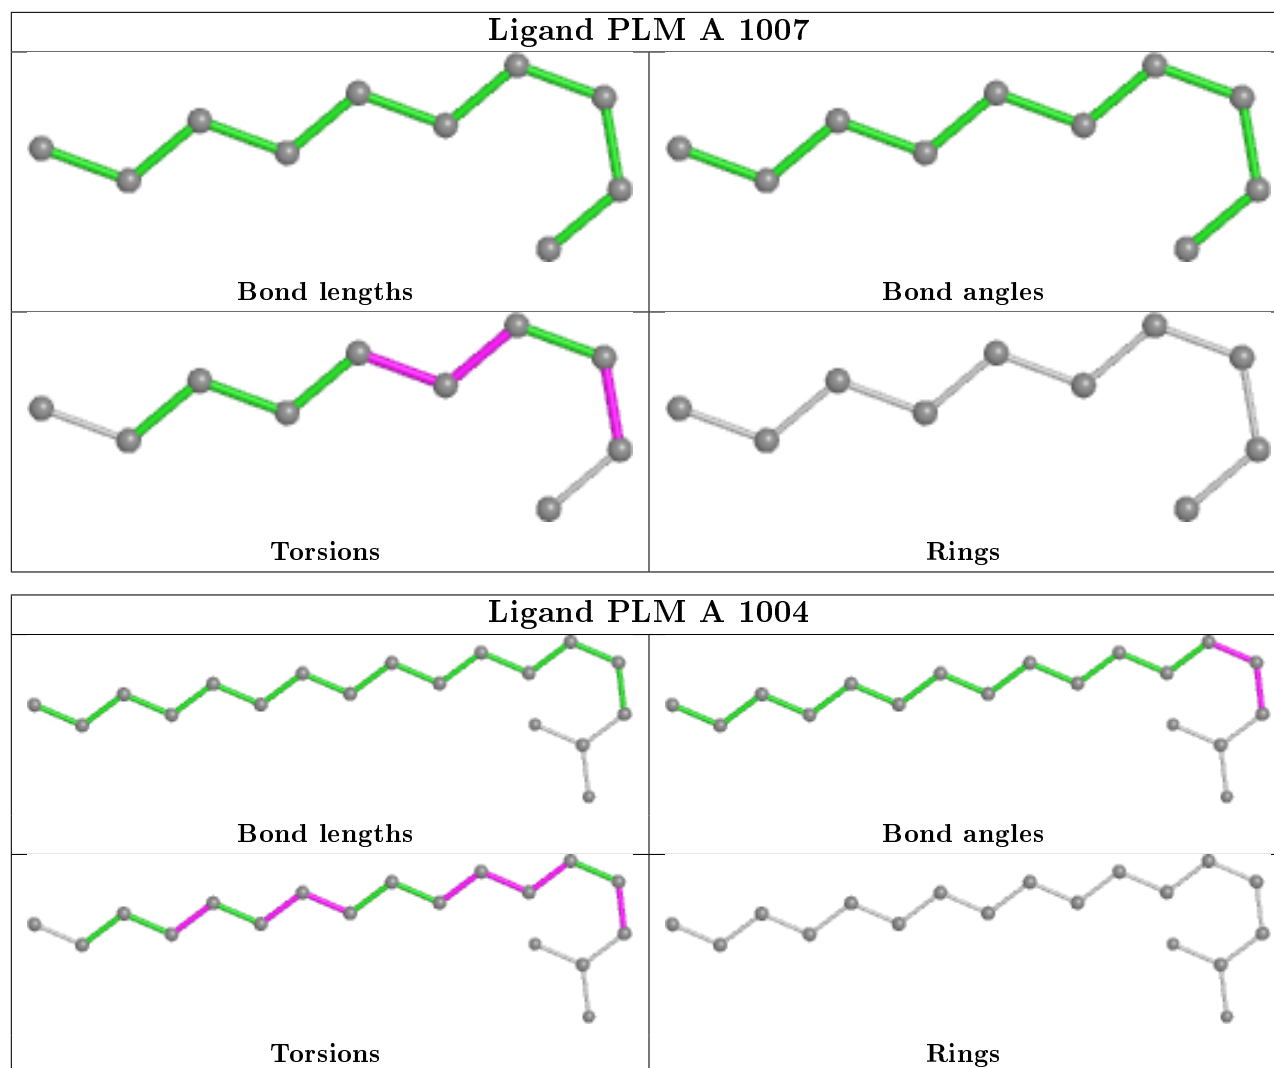 Ligand PLM A 1007
Bond lengths
Bond angles
Torsions
Rings
Ligand PLM A 1004
Bond lengths
Bond angles
Torsions
Rings